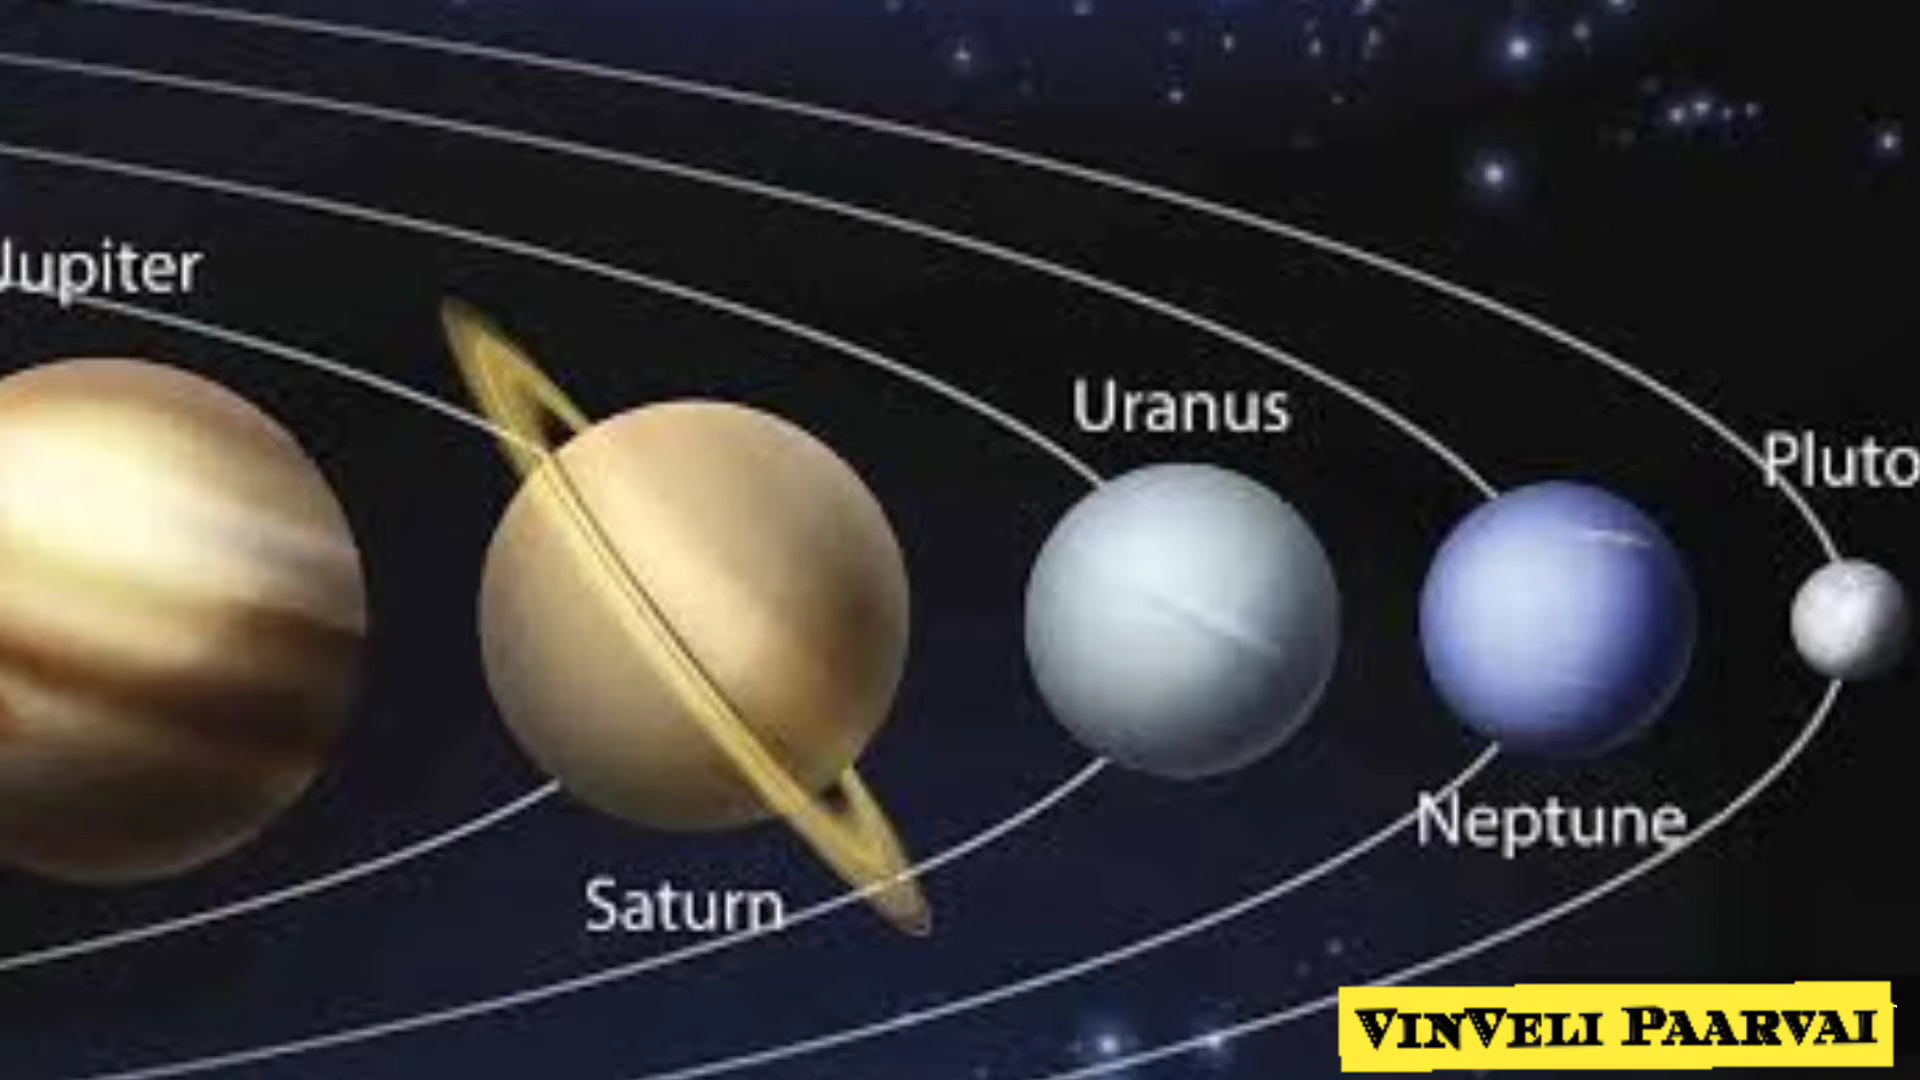 Jupiter
Uranus
Pluto
Neptune
Saturn
VINVELI PAARVAI